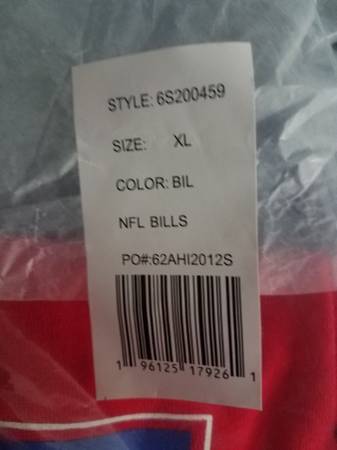 STYLE: 6S200459
SIZE: XL
COLOR: BIL
NFL BILLS
PO#:62AHI2012S
1 96125 17926 1